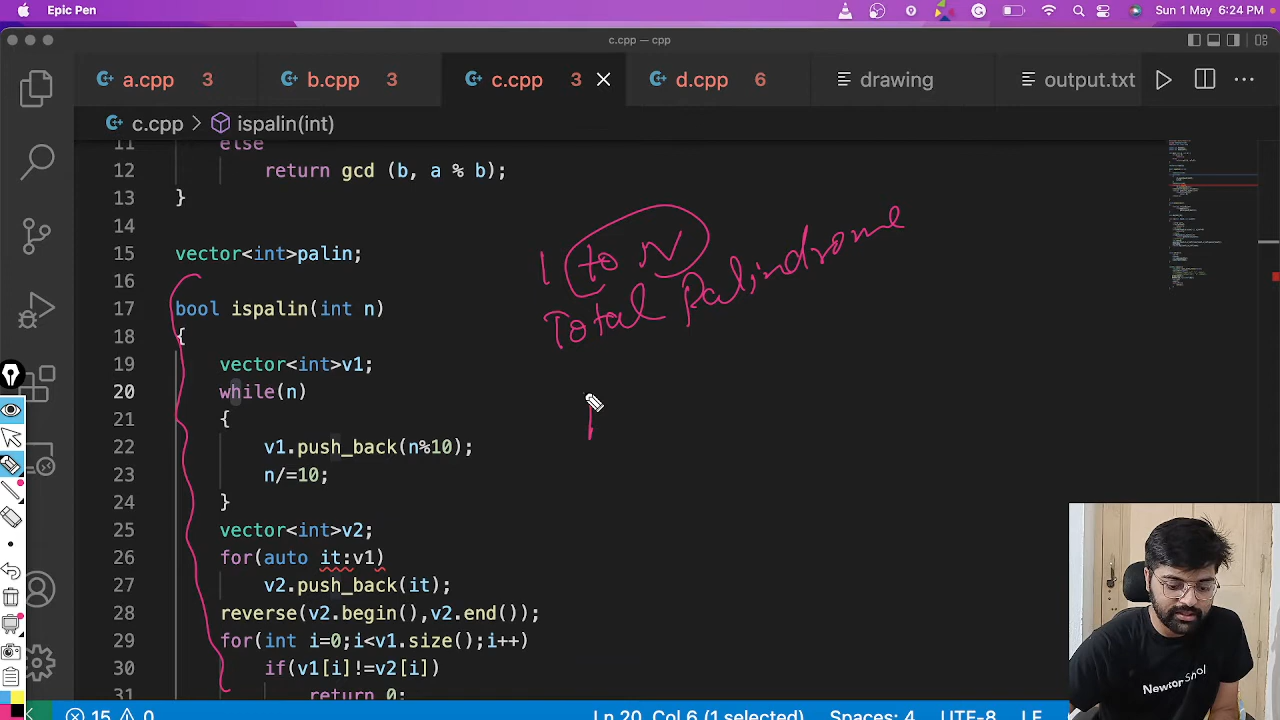 Epic Pen
Sun 1 May 6:24 PM
c.cpp — cpp
a.cpp 3 b.cpp 3 c.cpp 3 d.cpp 6 drawing output.txt
c.cpp > ispalin(int)
11 else
12 return gcd (b, a % b);
13 }
14
15 vector<int>palin;
16
17 bool ispalin(int n)
18 {
19 vector<int>v1;
20 while(n)
21 {
22 v1.push_back(n%10);
23 n/=10;
24 }
25 vector<int>v2;
26 for(auto it:v1)
27 v2.push_back(it);
28 reverse(v2.begin(),v2.end());
29 for(int i=0;i<v1.size();i++)
30 if(v1[i]!=v2[i])
31 return 0;
1 to N
Total Palindrome
15 0 Ln 20, Col 6 (1 selected) Spaces: 4 UTF-8 LF